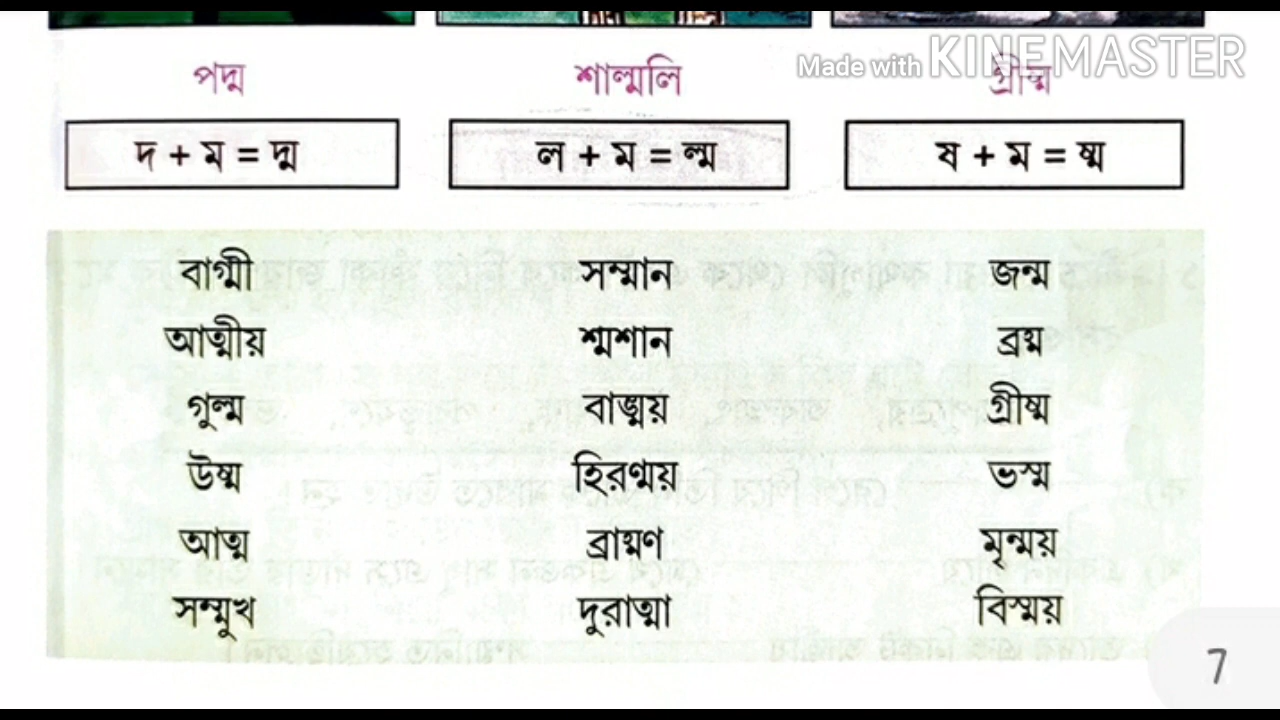 Made with KINEMASTER
পদ্ম শাল্মলি গ্রীষ্ম
দ + ম = দ্ম ল + ম = ল্ম ষ + ম = ষ্ম
বাগ্মী সম্মান জন্ম
আত্মীয় শ্মশান ব্রহ্ম
গুল্ম বাঙ্ময় গ্রীষ্ম
উষ্ম হিরণ্ময় ভস্ম
আত্ম ব্রাহ্মণ মৃন্ময়
সম্মুখ দুরাত্মা বিস্ময়
7